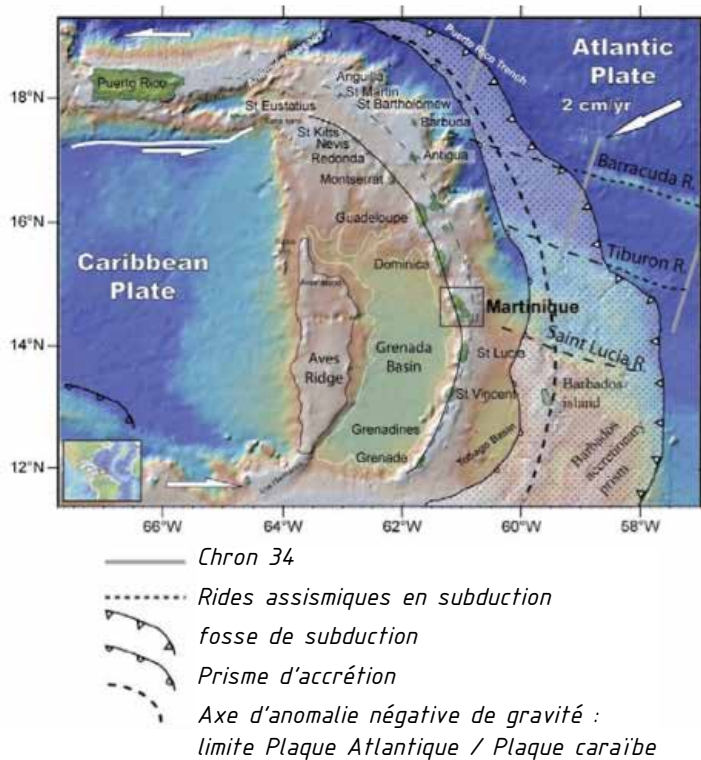 Puerto Rico Trench
Atlantic
Plate
2 cm/yr
Puerto Rico
Anguilla
St Martin
St Bartholomew
18°N
St Eustatius
Barbuda
St Kitts
Nevis
Redonda
Antigua
Barracuda R.
Montserrat
16°N
Guadeloupe
Tiburon R.
Caribbean
Plate
Dominica
Martinique
Saint Lucia R.
14°N
Aves
Ridge
Grenada
Basin
St Lucia
St Vincent
Barbados
island
Grenadines
Tobago Basin
Barbados
accretionary
prism
12°N
Grenade
66°W
64°W
62°W
60°W
58°W
Chron 34
Rides assismiques en subduction
fosse de subduction
Prisme d'accrétion
Axe d'anomalie négative de gravité :
limite Plaque Atlantique / Plaque caraïbe